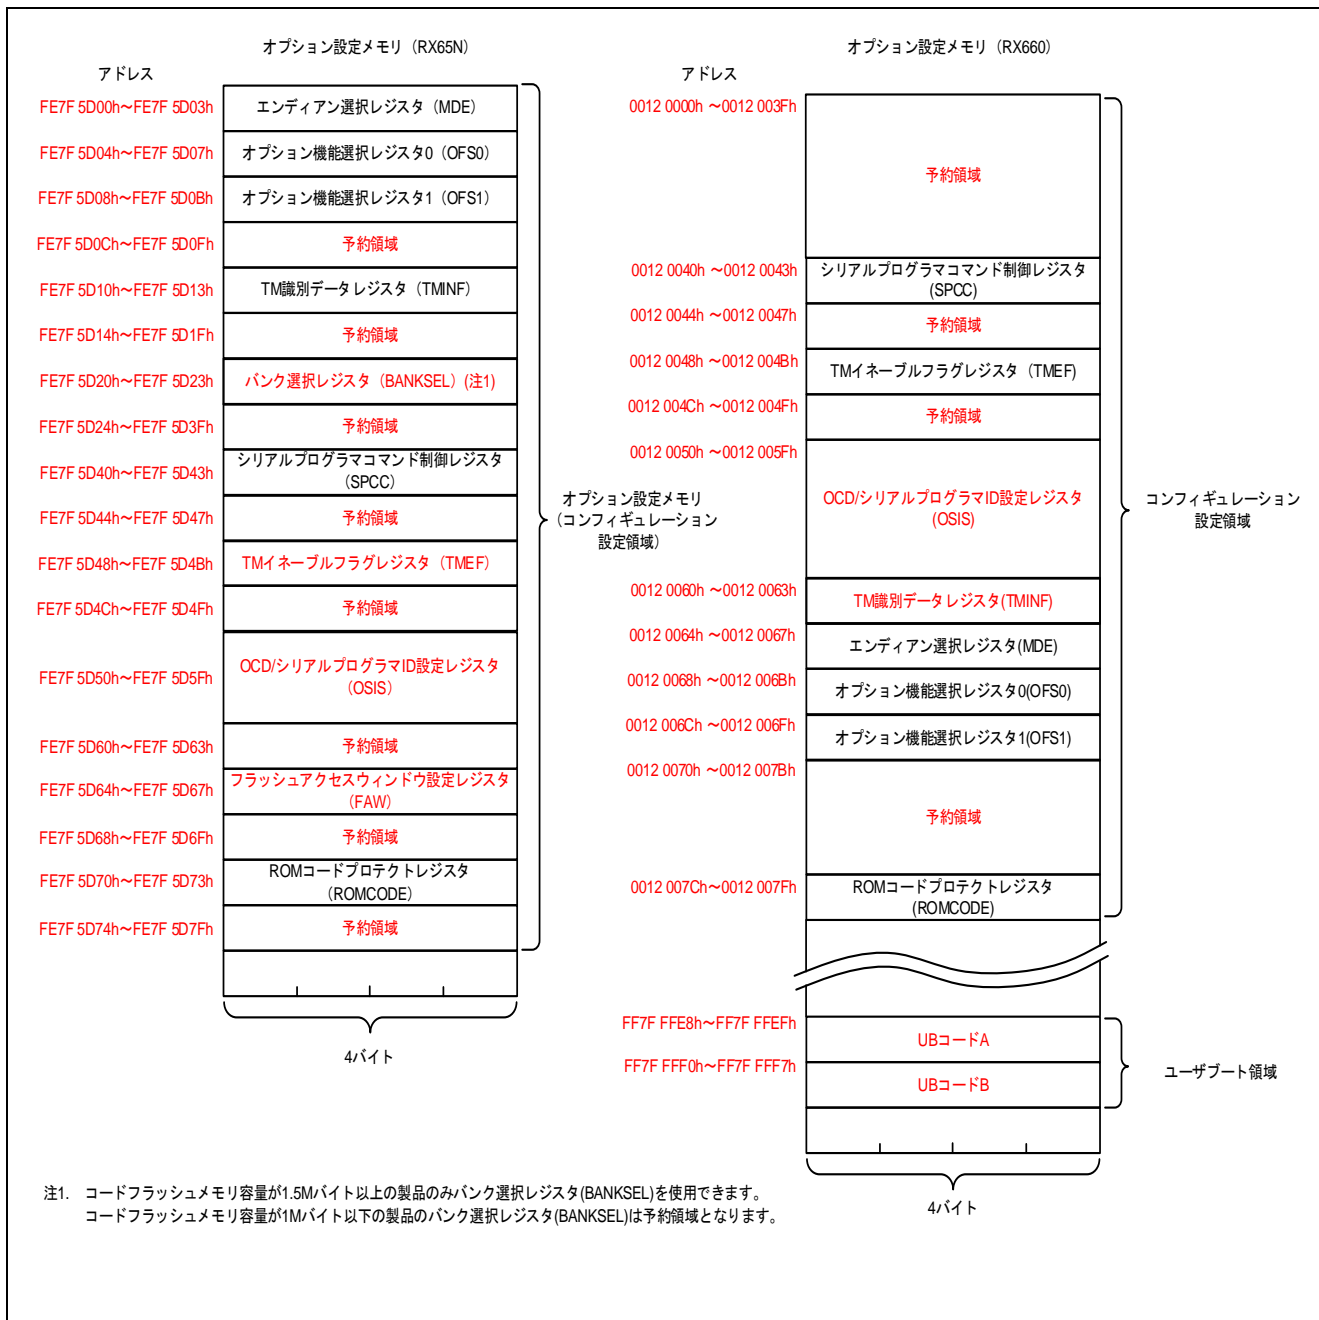 オプション設定メモリ（RX65N）
アドレス
FE7F 5D00h～FE7F 5D03h
エンディアン選択レジスタ（MDE）
FE7F 5D04h～FE7F 5D07h
オプション機能選択レジスタ0（OFS0）
FE7F 5D08h～FE7F 5D0Bh
オプション機能選択レジスタ1（OFS1）
FE7F 5D0Ch～FE7F 5D0Fh
予約領域
FE7F 5D10h～FE7F 5D13h
TM識別データレジスタ（TMINF）
FE7F 5D14h～FE7F 5D1Fh
予約領域
FE7F 5D20h～FE7F 5D23h
バンク選択レジスタ（BANKSEL）(注1)
FE7F 5D24h～FE7F 5D3Fh
予約領域
FE7F 5D40h～FE7F 5D43h
シリアルプログラマコマンド制御レジスタ
（SPCC）
FE7F 5D44h～FE7F 5D47h
予約領域
FE7F 5D48h～FE7F 5D4Bh
TMイネーブルフラグレジスタ（TMEF）
FE7F 5D4Ch～FE7F 5D4Fh
予約領域
FE7F 5D50h～FE7F 5D5Fh
OCD/シリアルプログラマID設定レジスタ
（OSIS）
FE7F 5D60h～FE7F 5D63h
予約領域
FE7F 5D64h～FE7F 5D67h
フラッシュアクセスウィンドウ設定レジスタ
（FAW）
FE7F 5D68h～FE7F 5D6Fh
予約領域
FE7F 5D70h～FE7F 5D73h
ROMコードプロテクトレジスタ
（ROMCODE）
FE7F 5D74h～FE7F 5D7Fh
予約領域
オプション設定メモリ
（コンフィギュレーション
設定領域）
4バイト
オプション設定メモリ（RX660）
アドレス
0012 0000h ～0012 003Fh
予約領域
0012 0040h ～0012 0043h
シリアルプログラマコマンド制御レジスタ
(SPCC)
0012 0044h ～0012 0047h
予約領域
0012 0048h ～0012 004Bh
TMイネーブルフラグレジスタ（TMEF)
0012 004Ch ～0012 004Fh
予約領域
0012 0050h ～0012 005Fh
OCD/シリアルプログラマID設定レジスタ
(OSIS)
0012 0060h ～0012 0063h
TM識別データレジスタ(TMINF)
0012 0064h ～0012 0067h
エンディアン選択レジスタ(MDE)
0012 0068h ～0012 006Bh
オプション機能選択レジスタ0(OFS0)
0012 006Ch ～0012 006Fh
オプション機能選択レジスタ1(OFS1)
0012 0070h ～0012 007Bh
予約領域
0012 007Ch～0012 007Fh
ROMコードプロテクトレジスタ
(ROMCODE)
コンフィギュレーション
設定領域
FF7F FFE8h～FF7F FFEFh
UBコードA
FF7F FFF0h～FF7F FFF7h
UBコードB
ユーザブート領域
4バイト
注1. コードフラッシュメモリ容量が1.5Mバイト以上の製品のみバンク選択レジスタ(BANKSEL)を使用できます。
コードフラッシュメモリ容量が1Mバイト以下の製品のバンク選択レジスタ(BANKSEL)は予約領域となります。